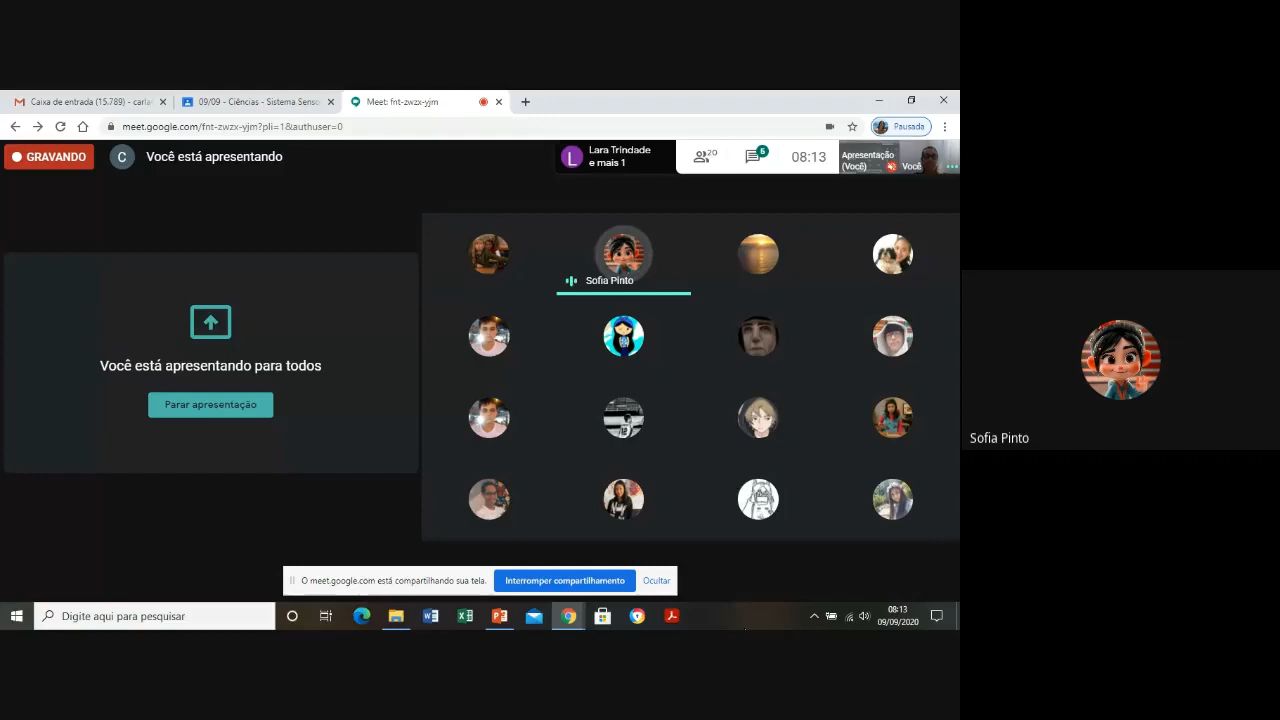 Caixa de entrada (15.789) - carla
09/09 - Ciências - Sistema Senso
Meet: fnt-zwzx-yjm
meet.google.com/fnt-zwzx-yjm?pli=1&authuser=0
Pausada
GRAVANDO
C
Você está apresentando
L
Lara Trindade
e mais 1
20
6
08:13
Apresentação
(Você)
Você
Sofia Pinto
Você está apresentando para todos
Parar apresentação
Sofia Pinto
O meet.google.com está compartilhando sua tela.
Interromper compartilhamento
Ocultar
Digite aqui para pesquisar
08:13
09/09/2020